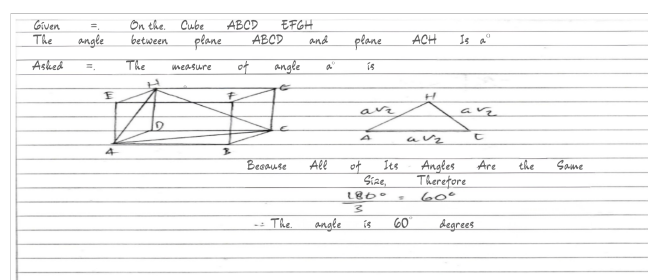 Given =. On the. Cube ABCD EFGH
The angle between plane ABCD and plane ACH Is a°
Asked =. The measure of angle a° is
E H F G
A D B C
H
a√2 a√2
A a√2 C
Because All of Its Angles Are the Same
Size, Therefore
180° = 60°
3
∴ The. angle is 60° degrees